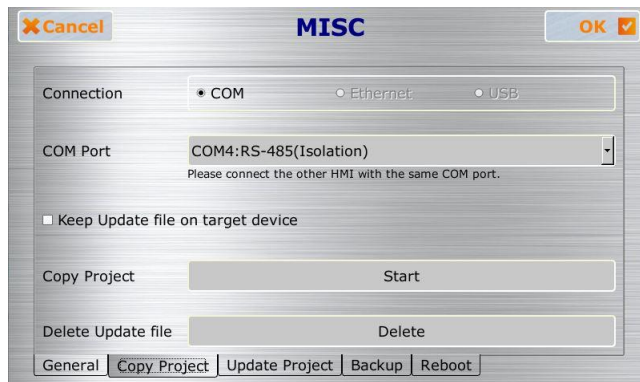 Cancel
MISC
OK
Connection
COM
Ethernet
USB
COM Port
COM4:RS-485(Isolation)
Please connect the other HMI with the same COM port.
Keep Update file on target device
Copy Project
Start
Delete Update file
Delete
General
Copy Project
Update Project
Backup
Reboot